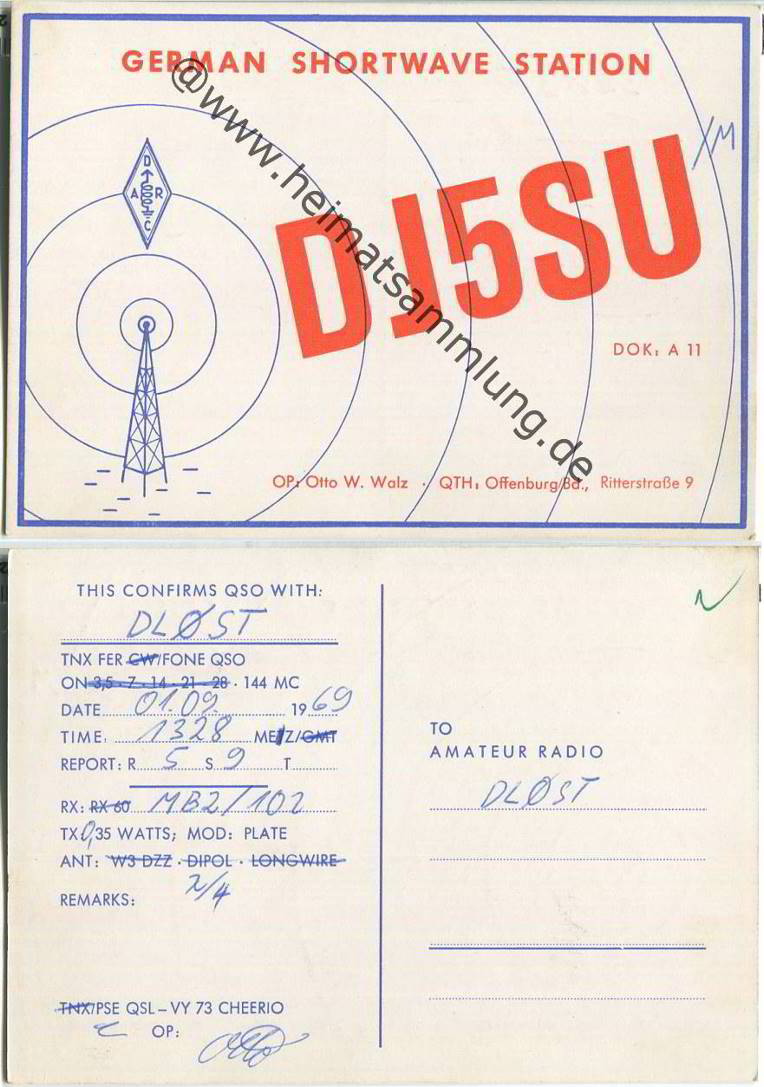 GERMAN SHORTWAVE STATION
DJ5SU /M
D
A R
C
DOK: A 11
OP: Otto W. Walz · QTH: Offenburg/Bd., Ritterstraße 9
@www.heimatsammlung.de
THIS CONFIRMS QSO WITH:
DLØST
TNX FER CW/FONE QSO
ON 3,5 · 7 · 14 · 21 · 28 · 144 MC
DATE 01.09. 1969
TIME: 1328 MEZ/GMT
REPORT: R 5 S 9 T
RX: RX 60 MB2/102
TX 0,35 WATTS; MOD: PLATE
ANT: W3 DZZ · DIPOL · LONGWIRE
λ/4
REMARKS:
TNX/PSE QSL – VY 73 CHEERIO
OP: Otto
TO
AMATEUR RADIO
DLØST